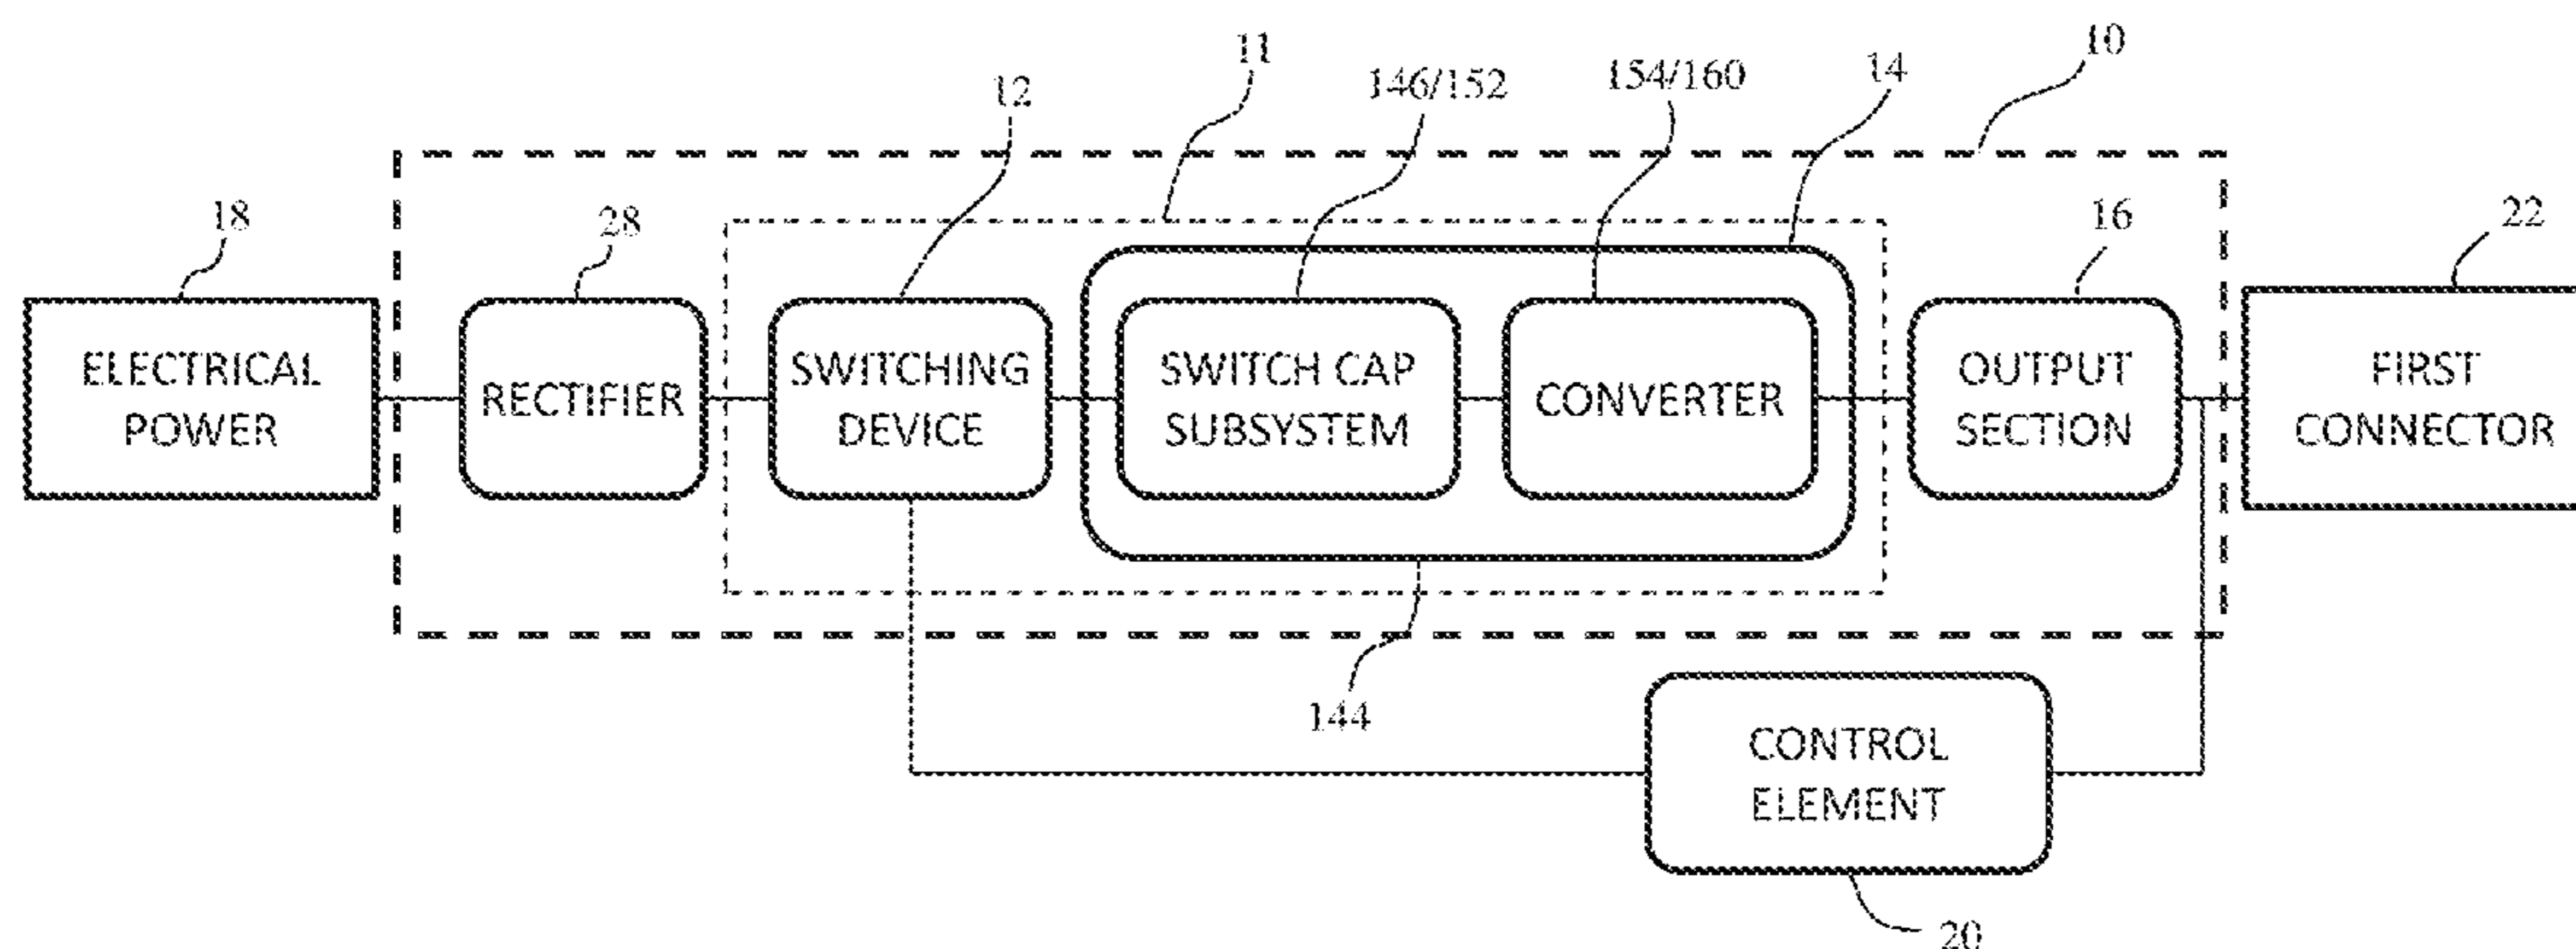 10
11
14
154/160
146/152
12
18
28
16
22
ELECTRICAL
POWER
RECTIFIER
SWITCHING
DEVICE
SWITCH CAP
SUBSYSTEM
CONVERTER
OUTPUT
SECTION
FIRST
CONNECTOR
144
CONTROL
ELEMENT
20